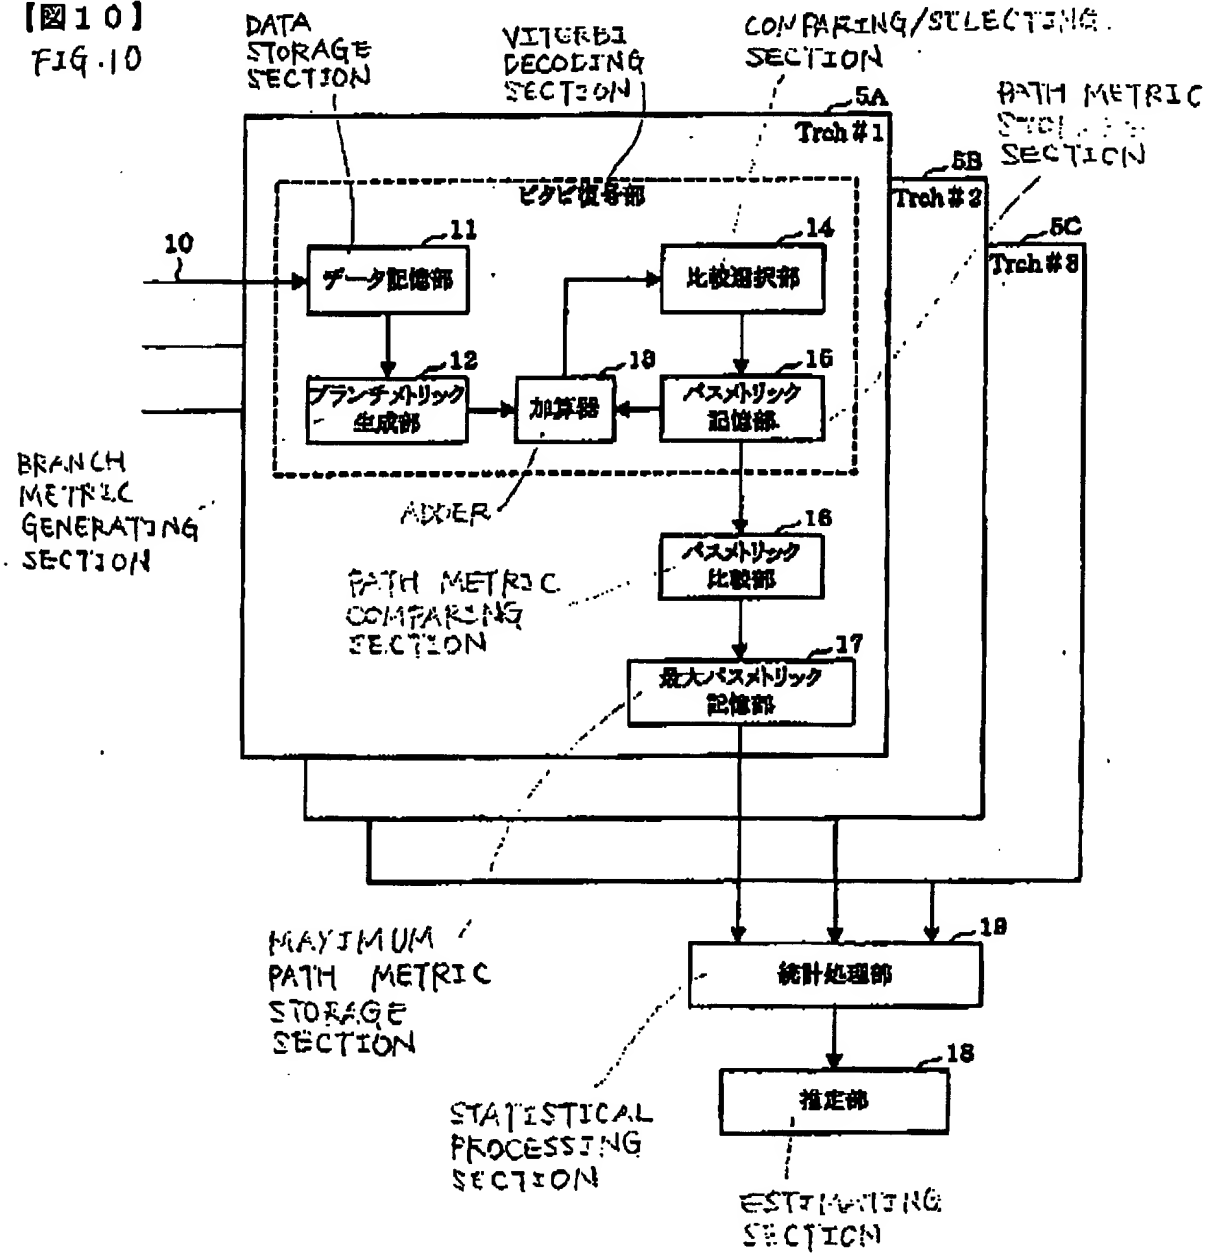 【図10】
FIG.10
DATA
STORAGE
SECTION
VITERBI
DECODING
SECTION
COMPARING/SELECTING
SECTION
PATH METRIC
SECTION
5A
Trch#1
5B
Trch#2
5C
Trch#3
ビタビ復号部
10
11
データ記憶部
14
比較選択部
12
ブランチメトリック
生成部
13
加算器
15
パスメトリック
記憶部
BRANCH
METRIC
GENERATING
SECTION
ADDER
16
パスメトリック
比較部
PATH METRIC
COMPARING
SECTION
17
最大パスメトリック
記憶部
MAXIMUM
PATH METRIC
STORAGE
SECTION
19
統計処理部
STATISTICAL
PROCESSING
SECTION
18
推定部
ESTIMATING
SECTION